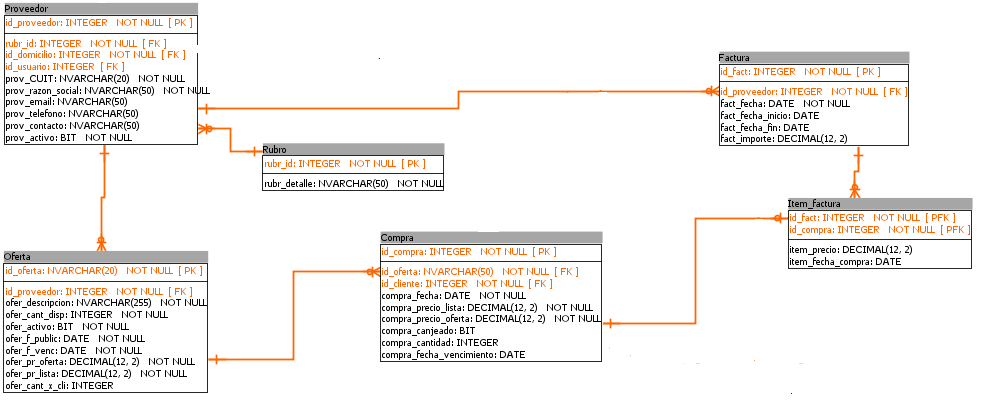 Proveedor
id_proveedor: INTEGER NOT NULL [ PK ]
rubr_id: INTEGER NOT NULL [ FK ]
id_domicilio: INTEGER NOT NULL [ FK ]
id_usuario: INTEGER [ FK ]
prov_CUIT: NVARCHAR(20) NOT NULL
prov_razon_social: NVARCHAR(50) NOT NULL
prov_email: NVARCHAR(50)
prov_telefono: NVARCHAR(50)
prov_contacto: NVARCHAR(50)
prov_activo: BIT NOT NULL
Factura
id_fact: INTEGER NOT NULL [ PK ]
id_proveedor: INTEGER NOT NULL [ FK ]
fact_fecha: DATE NOT NULL
fact_fecha_inicio: DATE
fact_fecha_fin: DATE
fact_importe: DECIMAL(12, 2)
Rubro
rubr_id: INTEGER NOT NULL [ PK ]
rubr_detalle: NVARCHAR(50) NOT NULL
Item_factura
id_fact: INTEGER NOT NULL [ PFK ]
id_compra: INTEGER NOT NULL [ PFK ]
item_precio: DECIMAL(12, 2)
item_fecha_compra: DATE
Compra
id_compra: INTEGER NOT NULL [ PK ]
id_oferta: NVARCHAR(50) NOT NULL [ FK ]
id_cliente: INTEGER NOT NULL [ FK ]
compra_fecha: DATE NOT NULL
compra_precio_lista: DECIMAL(12, 2) NOT NULL
compra_precio_oferta: DECIMAL(12, 2) NOT NULL
compra_canjeado: BIT
compra_cantidad: INTEGER
compra_fecha_vencimiento: DATE
Oferta
id_oferta: NVARCHAR(20) NOT NULL [ PK ]
id_proveedor: INTEGER NOT NULL [ FK ]
ofer_descripcion: NVARCHAR(255) NOT NULL
ofer_cant_disp: INTEGER NOT NULL
ofer_activo: BIT NOT NULL
ofer_f_public: DATE NOT NULL
ofer_f_venc: DATE NOT NULL
ofer_pr_oferta: DECIMAL(12, 2) NOT NULL
ofer_pr_lista: DECIMAL(12, 2) NOT NULL
ofer_cant_x_cli: INTEGER